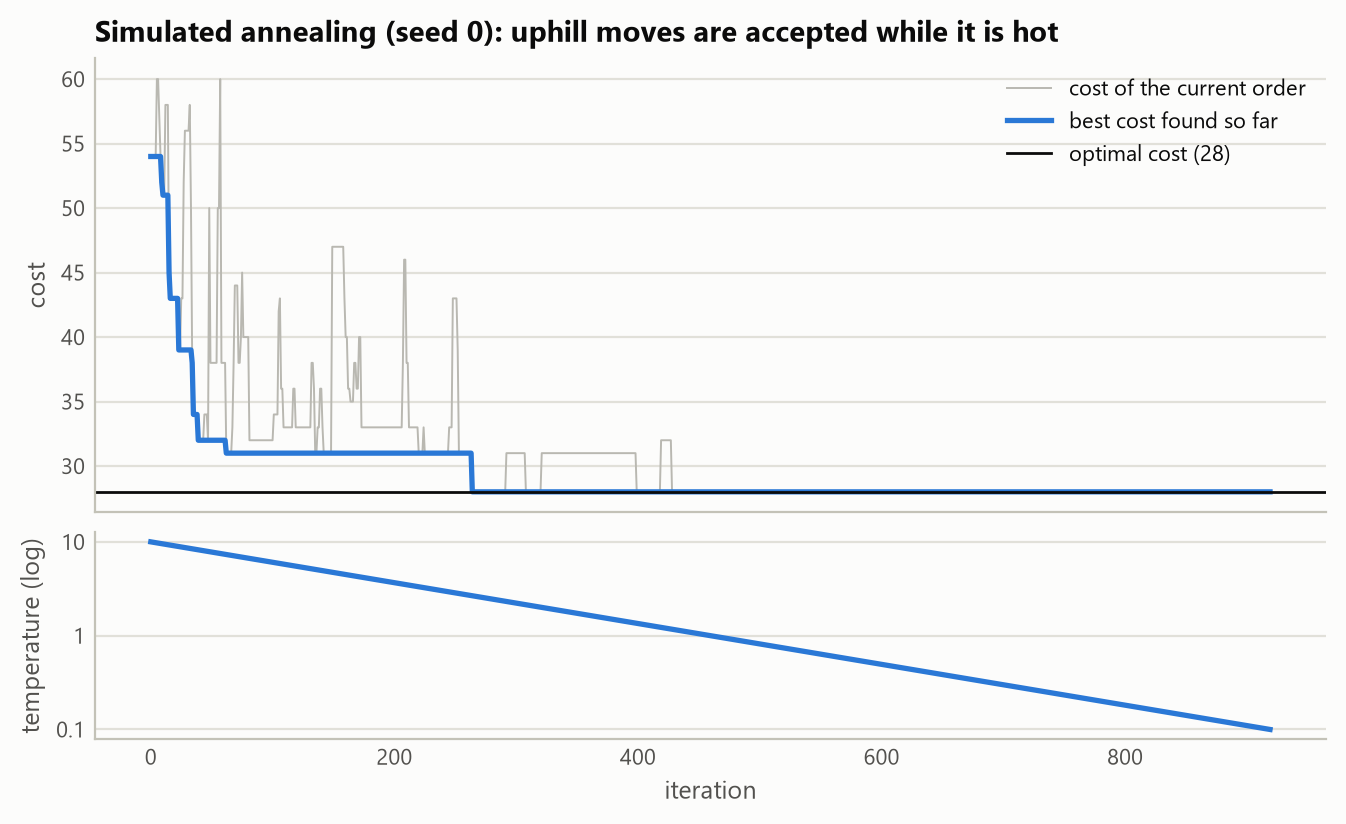 Simulated annealing (seed 0): uphill moves are accepted while it is hot
cost of the current order
best cost found so far
optimal cost (28)
60
55
50
45
40
35
30
cost
10
1
0.1
temperature (log)
0 200 400 600 800
iteration